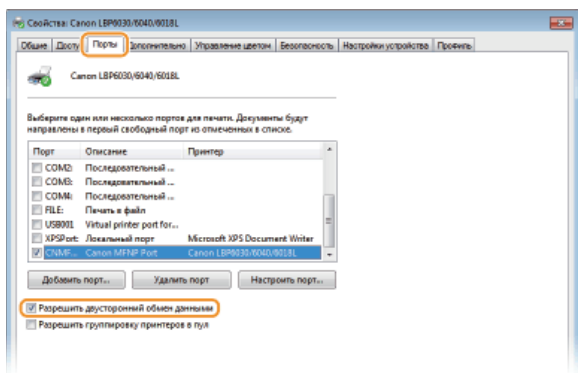 Свойства: Canon LBP6030/6040/6018L
Общие Доступ Порты Дополнительно Управление цветом Безопасность Настройки устройства Профиль
Canon LBP6030/6040/6018L
Выберите один или несколько портов для печати. Документы будут
направлены в первый свободный порт из отмеченных в списке.
Порт Описание Принтер
COM2: Последовательный ...
COM3: Последовательный ...
COM4: Последовательный ...
FILE: Печать в файл
USB001 Virtual printer port for...
XPSPort: Локальный порт Microsoft XPS Document Writer
CNMF... Canon MFNP Port Canon LBP6030/6040/6018L
Добавить порт... Удалить порт Настроить порт...
Разрешить двусторонний обмен данными
Разрешить группировку принтеров в пул